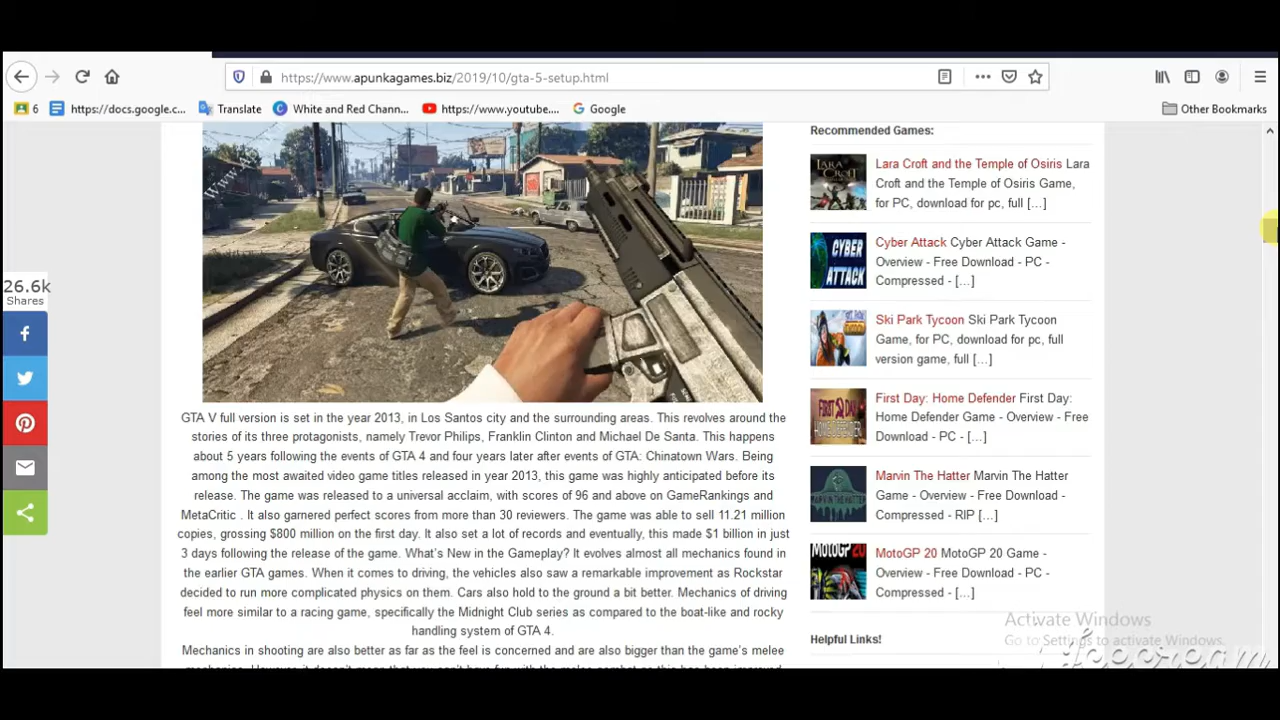 https://www.apunkagames.biz/2019/10/gta-5-setup.html
6
https://docs.google.c...
Translate
White and Red Chann...
https://www.youtube....
Google
Other Bookmarks
www.
26.6k
Shares
GTA V full version is set in the year 2013, in Los Santos city and the surrounding areas. This revolves around the
stories of its three protagonists, namely Trevor Philips, Franklin Clinton and Michael De Santa. This happens
about 5 years following the events of GTA 4 and four years later after events of GTA: Chinatown Wars. Being
among the most awaited video game titles released in year 2013, this game was highly anticipated before its
release. The game was released to a universal acclaim, with scores of 96 and above on GameRankings and
MetaCritic . It also garnered perfect scores from more than 30 reviewers. The game was able to sell 11.21 million
copies, grossing $800 million on the first day. It also set a lot of records and eventually, this made $1 billion in just
3 days following the release of the game. What's New in the Gameplay? It evolves almost all mechanics found in
the earlier GTA games. When it comes to driving, the vehicles also saw a remarkable improvement as Rockstar
decided to run more complicated physics on them. Cars also hold to the ground a bit better. Mechanics of driving
feel more similar to a racing game, specifically the Midnight Club series as compared to the boat-like and rocky
handling system of GTA 4.
Mechanics in shooting are also better as far as the feel is concerned and are also bigger than the game's melee
Recommended Games:
LARA CROFT
Lara Croft and the Temple of Osiris Lara
Croft and the Temple of Osiris Game,
for PC, download for pc, full [...]
CYBER ATTACK
Cyber Attack Cyber Attack Game -
Overview - Free Download - PC -
Compressed - [...]
Ski Park Tycoon Ski Park Tycoon
Game, for PC, download for pc, full
version game, full [...]
FIRST DAY
HOME DEFENDER
First Day: Home Defender First Day:
Home Defender Game - Overview - Free
Download - PC - [...]
MARVIN THE HATTER
Marvin The Hatter Marvin The Hatter
Game - Overview - Free Download -
Compressed - RIP [...]
MotoGP 20
MotoGP 20 MotoGP 20 Game -
Overview - Free Download - PC -
Compressed - [...]
Helpful Links!
Activate Windows
Go to Settings to activate Windows.